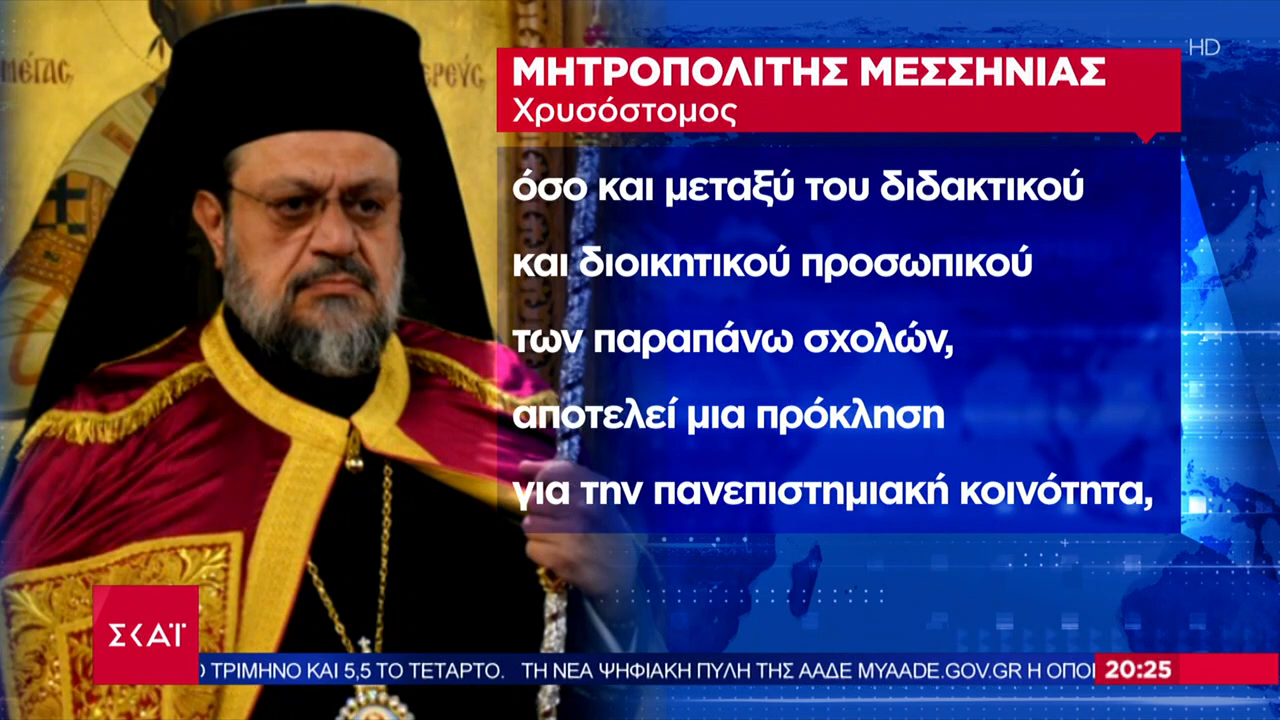 ΜΕΓΑς
ΕΡΕΥς
HD
ΜΗΤΡΟΠΟΛΙΤΗΣ ΜΕΣΣΗΝΙΑΣ
Χρυσόστομος
όσο και μεταξύ του διδακτικού
και διοικητικού προσωπικού
των παραπάνω σχολών,
αποτελεί μια πρόκληση
για την πανεπιστημιακή κοινότητα,
ΣΚΑΪ
Ο ΤΡΙΜΗΝΟ ΚΑΙ 5,5 ΤΟ ΤΕΤΑΡΤΟ. ΤΗ ΝΕΑ ΨΗΦΙΑΚΗ ΠΥΛΗ ΤΗΣ ΑΑΔΕ MYAADE.GOV.GR Η ΟΠΟΙ
20:25